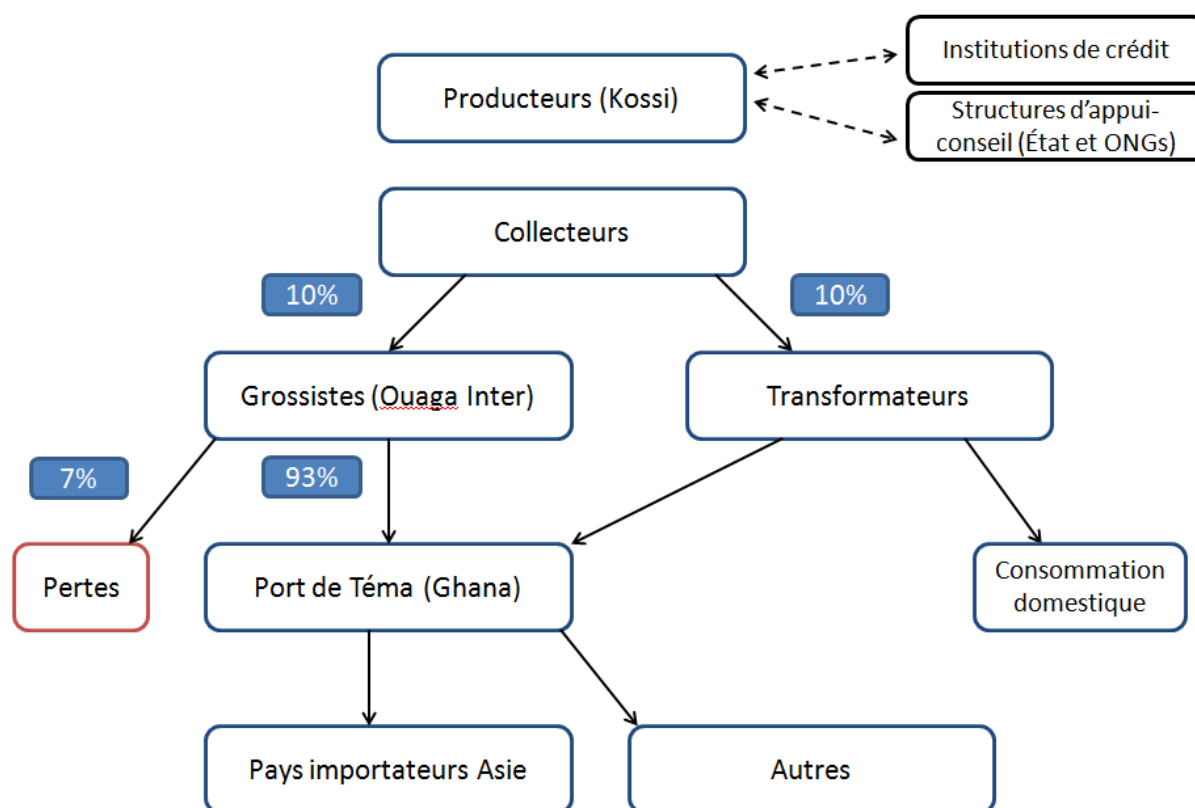 Institutions de crédit
Producteurs (Kossi)
Structures d’appui-
conseil (État et ONGs)
Collecteurs
10%
10%
Grossistes (Ouaga Inter)
Transformateurs
7%
93%
Pertes
Port de Téma (Ghana)
Consommation
domestique
Pays importateurs Asie
Autres